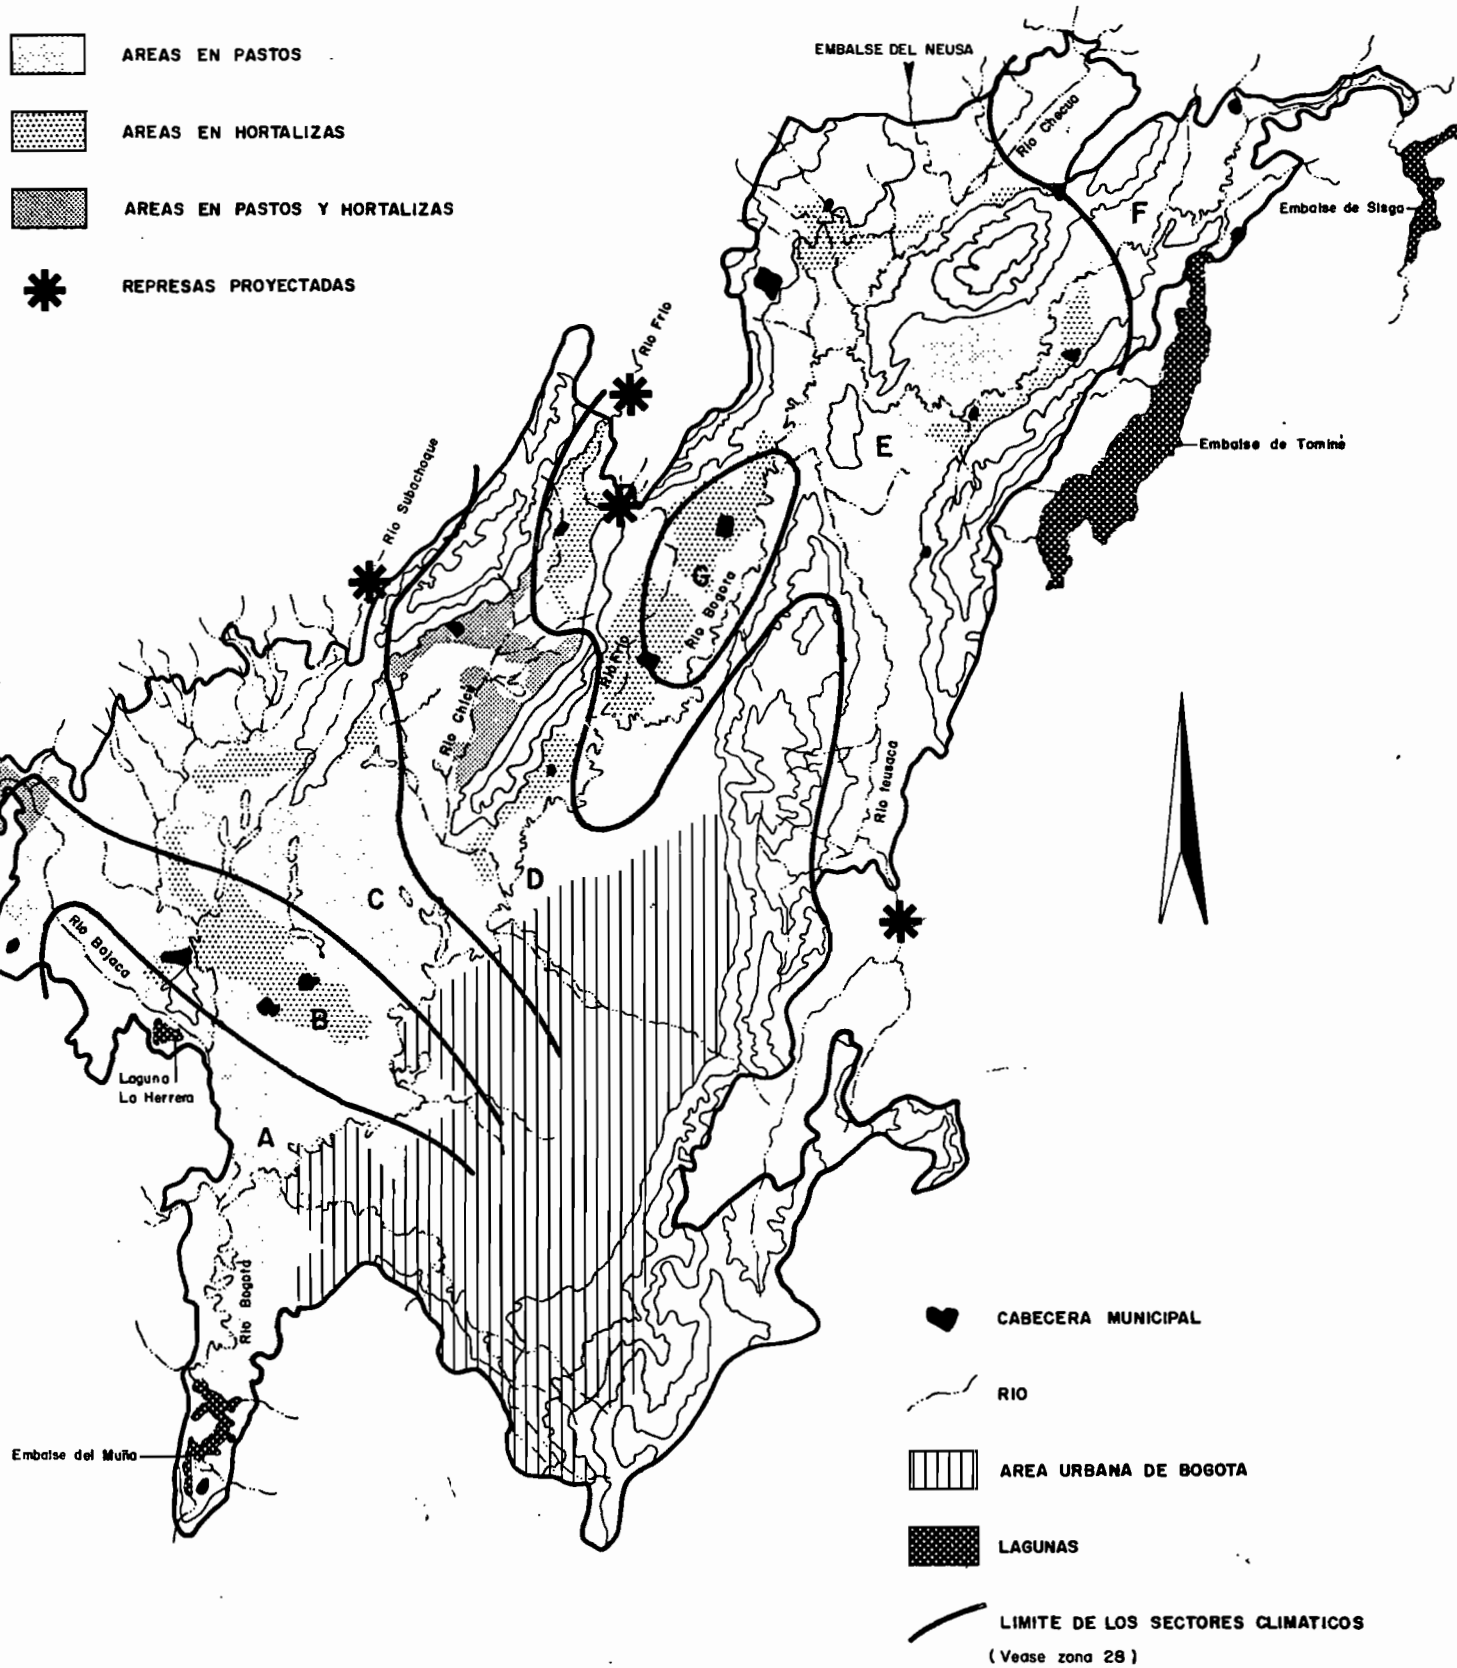 AREAS EN PASTOS
AREAS EN HORTALIZAS
AREAS EN PASTOS Y HORTALIZAS
REPRESAS PROYECTADAS
EMBALSE DEL NEUSA
Rio Checua
F
Embalse de Sisga
Rio Frio
Embalse de Tomine
E
Rio Subachoque
G
Rio Bogota
Rio Frio
Rio Chicu
Rio teusaca
D
C
Rio Bojaca
B
Laguna
La Herrera
A
Rio Bogotá
Embalse del Muña
CABECERA MUNICIPAL
RIO
AREA URBANA DE BOGOTA
LAGUNAS
LIMITE DE LOS SECTORES CLIMATICOS
(Vease zona 28)